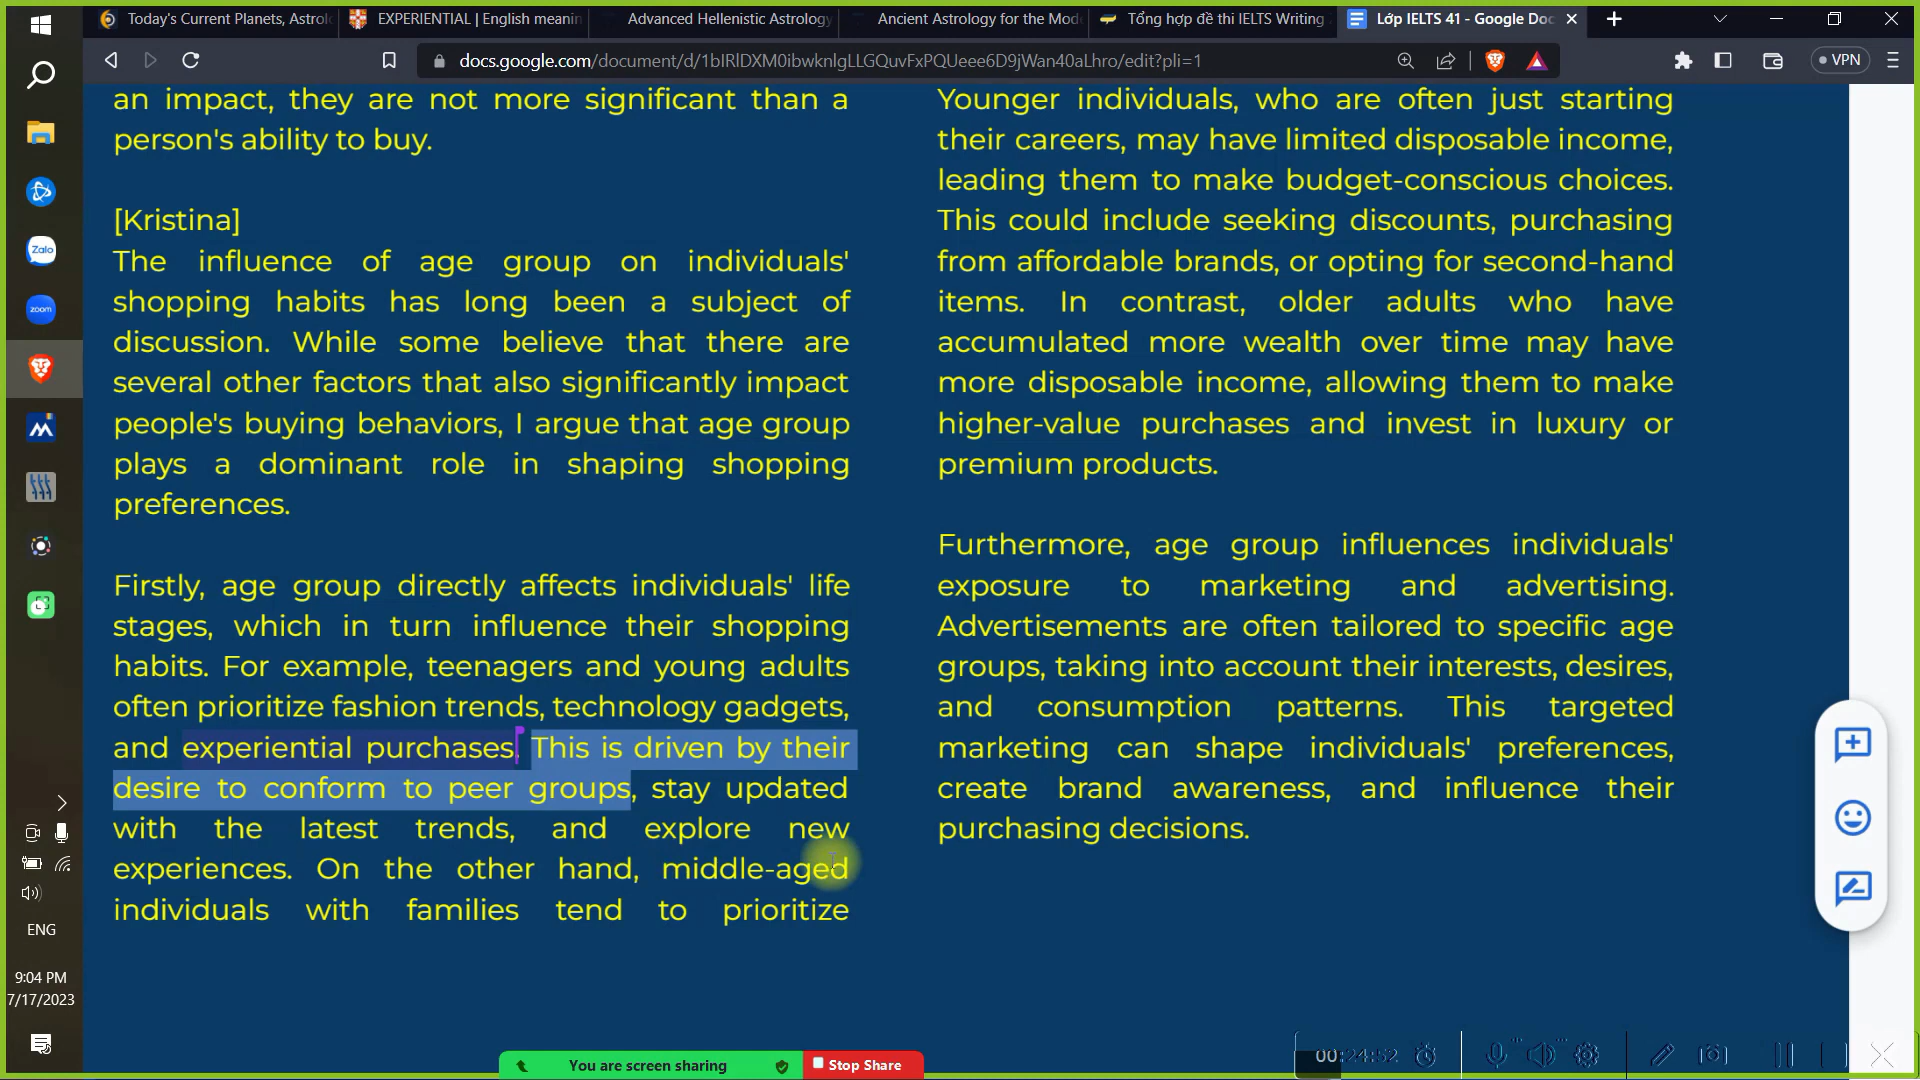 Today's Current Planets, Astrolo
EXPERIENTIAL | English meanin
Advanced Hellenistic Astrology
Ancient Astrology for the Mode
Tổng hợp đề thi IELTS Writing
Lớp IELTS 41 - Google Doc
docs.google.com/document/d/1bIRlDXM0ibwknlgLLGQuvFxPQUeee6D9jWan40aLhro/edit?pli=1
VPN
Zalo
zoom
ENG
9:04 PM
7/17/2023
an impact, they are not more significant than a
person's ability to buy.
[Kristina]
The influence of age group on individuals'
shopping habits has long been a subject of
discussion. While some believe that there are
several other factors that also significantly impact
people's buying behaviors, I argue that age group
plays a dominant role in shaping shopping
preferences.
Firstly, age group directly affects individuals' life
stages, which in turn influence their shopping
habits. For example, teenagers and young adults
often prioritize fashion trends, technology gadgets,
and experiential purchases. This is driven by their
desire to conform to peer groups, stay updated
with the latest trends, and explore new
experiences. On the other hand, middle-aged
individuals with families tend to prioritize
Younger individuals, who are often just starting
their careers, may have limited disposable income,
leading them to make budget-conscious choices.
This could include seeking discounts, purchasing
from affordable brands, or opting for second-hand
items. In contrast, older adults who have
accumulated more wealth over time may have
more disposable income, allowing them to make
higher-value purchases and invest in luxury or
premium products.
Furthermore, age group influences individuals'
exposure to marketing and advertising.
Advertisements are often tailored to specific age
groups, taking into account their interests, desires,
and consumption patterns. This targeted
marketing can shape individuals' preferences,
create brand awareness, and influence their
purchasing decisions.
You are screen sharing
Stop Share
00:24:52